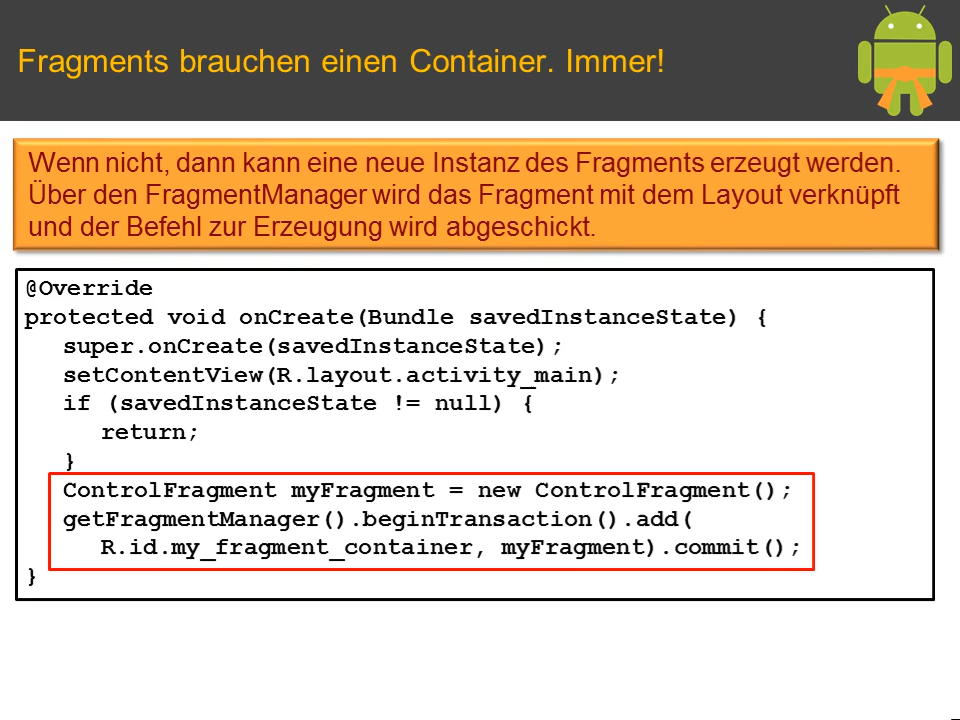 Fragments brauchen einen Container. Immer!
Wenn nicht, dann kann eine neue Instanz des Fragments erzeugt werden.
Über den FragmentManager wird das Fragment mit dem Layout verknüpft
und der Befehl zur Erzeugung wird abgeschickt.
@Override
protected void onCreate(Bundle savedInstanceState) {
super.onCreate(savedInstanceState);
setContentView(R.layout.activity_main);
if (savedInstanceState != null) {
return;
}
ControlFragment myFragment = new ControlFragment();
getFragmentManager().beginTransaction().add(
R.id.my_fragment_container, myFragment).commit();
}